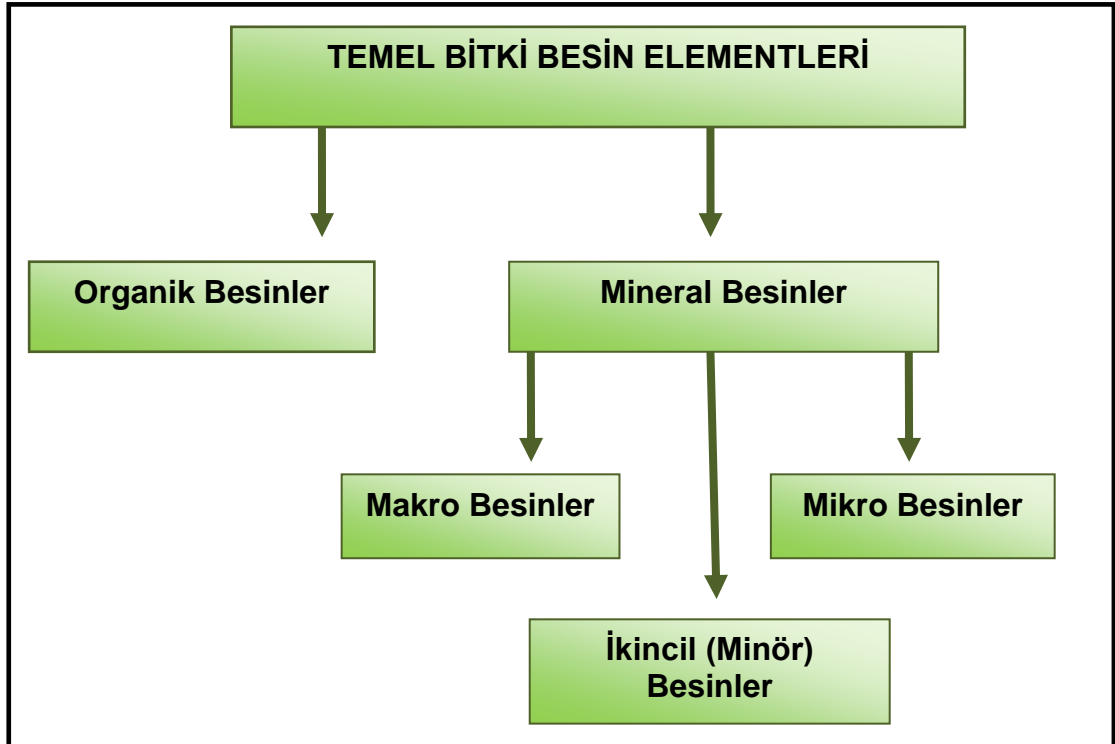 TEMEL BİTKİ BESİN ELEMENTLERİ
Organik Besinler
Mineral Besinler
Makro Besinler
Mikro Besinler
İkincil (Minör)
Besinler